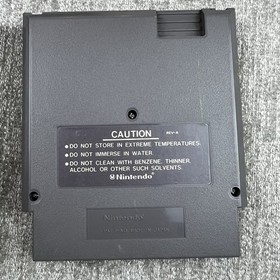 CAUTION REV-A
● DO NOT STORE IN EXTREME TEMPERATURES.
● DO NOT IMMERSE IN WATER.
● DO NOT CLEAN WITH BENZENE, THINNER,
ALCOHOL OR OTHER SUCH SOLVENTS.
Nintendo
Nintendo